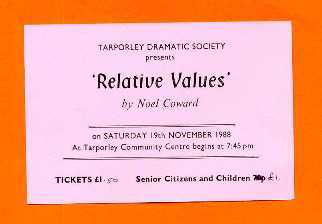 TARPORLEY DRAMATIC SOCIETY
presents
'Relative Values'
by Noel Coward
on SATURDAY 19th NOVEMBER 1988
At Tarporley Community Centre begins at 7:45 pm
TICKETS £1.50 Senior Citizens and Children 70p £1